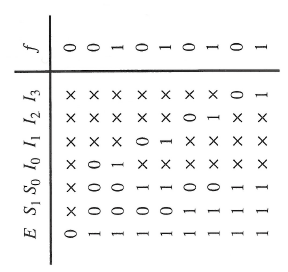 E S₁ S₀ I₀ I₁ I₂ I₃ f
0 × × × × × × 0
1 0 0 0 × × × 0
1 0 0 1 × × × 1
1 0 1 × 0 × × 0
1 0 1 × 1 × × 1
1 1 0 × × 0 × 0
1 1 0 × × 1 × 1
1 1 1 × × × 0 0
1 1 1 × × × 1 1